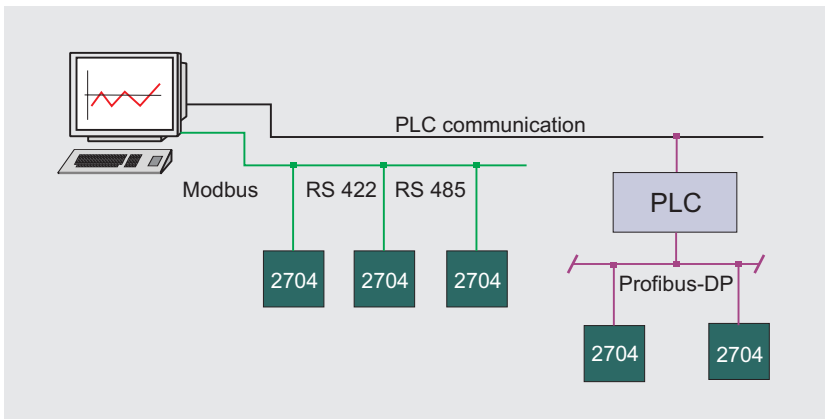 PLC communication
Modbus RS 422 RS 485
PLC
2704 2704 2704
Profibus-DP
2704 2704